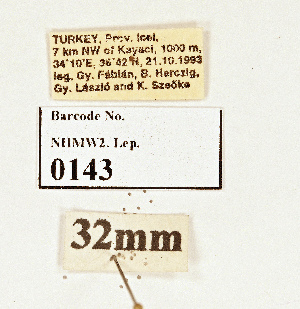 TURKEY, Prov. Icel,
7 km NW of Kayaci, 1000 m,
34°10'E, 36°42'N, 21.10.1993
leg. Gy. Fábián, B. Herczig,
Gy. László and K. Szeőke
Barcode No.
NHMW2. Lep.
0143
32mm